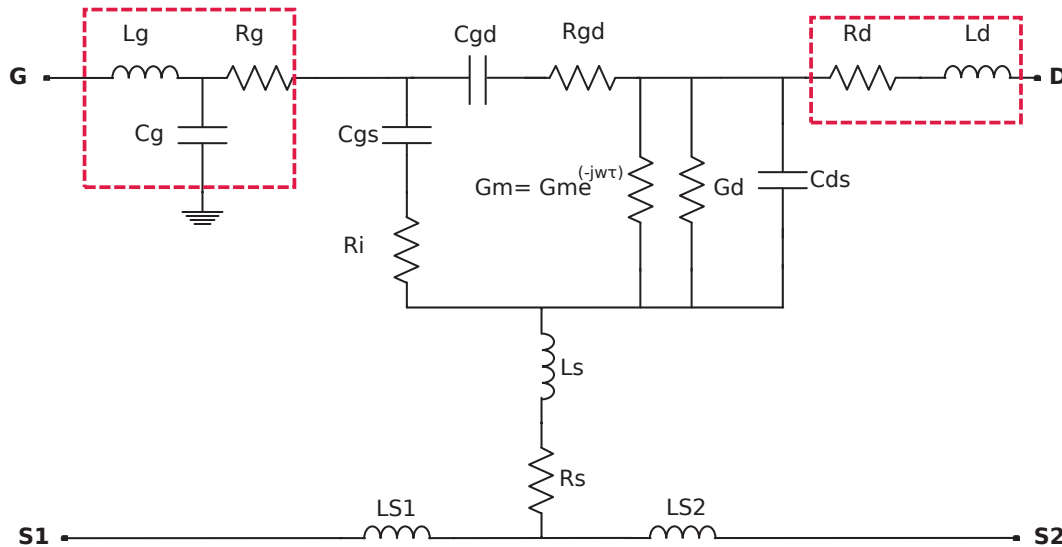 Lg
Rg
Cgd
Rgd
Rd
Ld
G
D
Cg
Cgs
Gm= Gme(-jwτ)
Gd
Cds
Ri
Ls
Rs
LS1
LS2
S1
S2